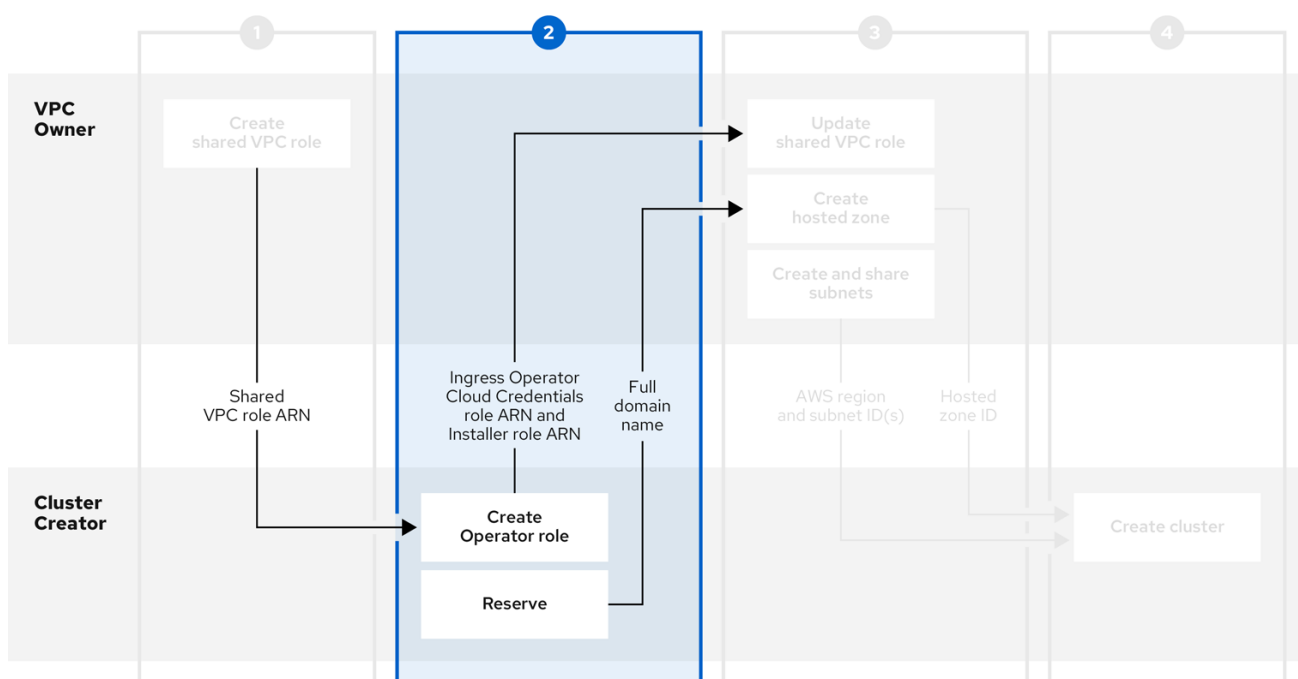 1
2
3
4
VPC
Owner
Create
shared VPC role
Update
shared VPC role
Create
hosted zone
Create and share
subnets
Shared
VPC role ARN
Ingress Operator
Cloud Credentials
role ARN and
Installer role ARN
Full
domain
name
AWS region
and subnet ID(s)
Hosted
zone ID
Cluster
Creator
Create
Operator role
Reserve
Create cluster